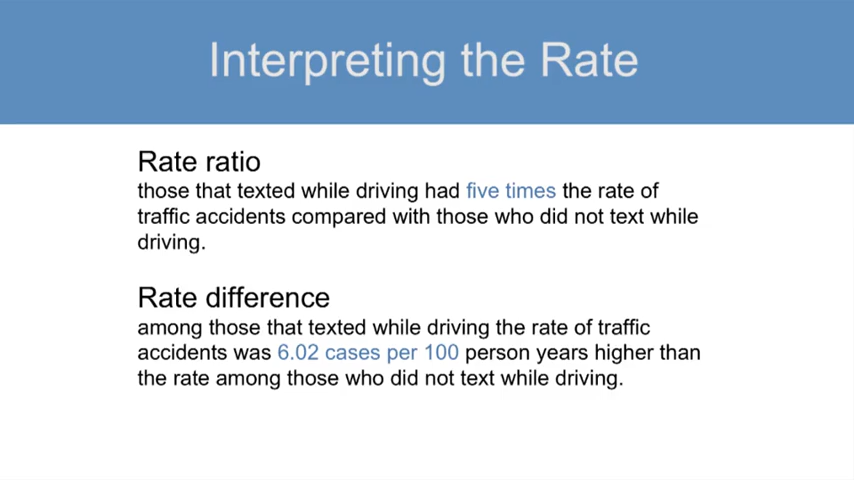 Interpreting the Rate
Rate ratio
those that texted while driving had five times the rate of
traffic accidents compared with those who did not text while
driving.
Rate difference
among those that texted while driving the rate of traffic
accidents was 6.02 cases per 100 person years higher than
the rate among those who did not text while driving.